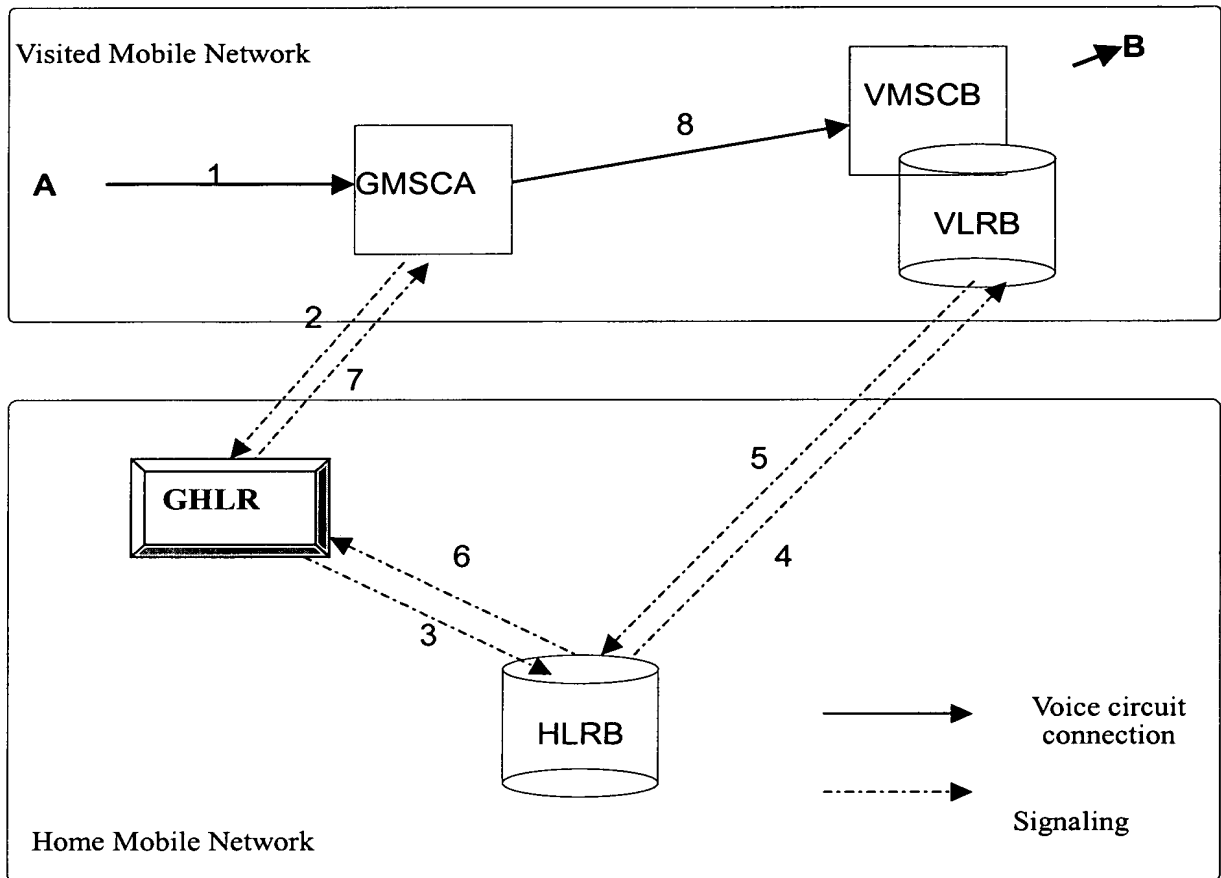 Visited Mobile Network
B
VMSCB
8
1
A
GMSCA
VLRB
2
7
5
GHLR
6
4
3
HLRB
Voice circuit
connection
Signaling
Home Mobile Network